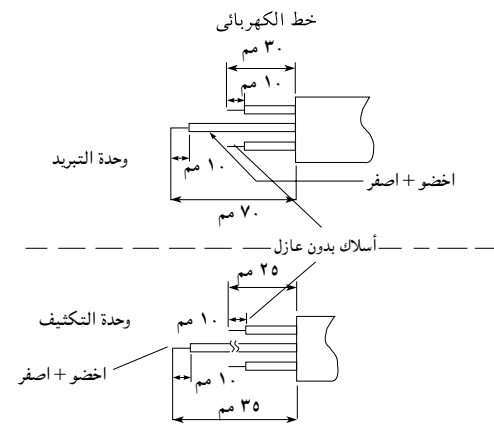 خط الكهربائى
٣٠ مم
١٠ مم
وحدة التبريد
١٠ مم
اخضو + اصفر
٧٠ مم
أسلاك بدون عازل
٢٥ مم
وحدة التكثيف
١٠ مم
اخضو + اصفر
١٠ مم
٣٥ مم